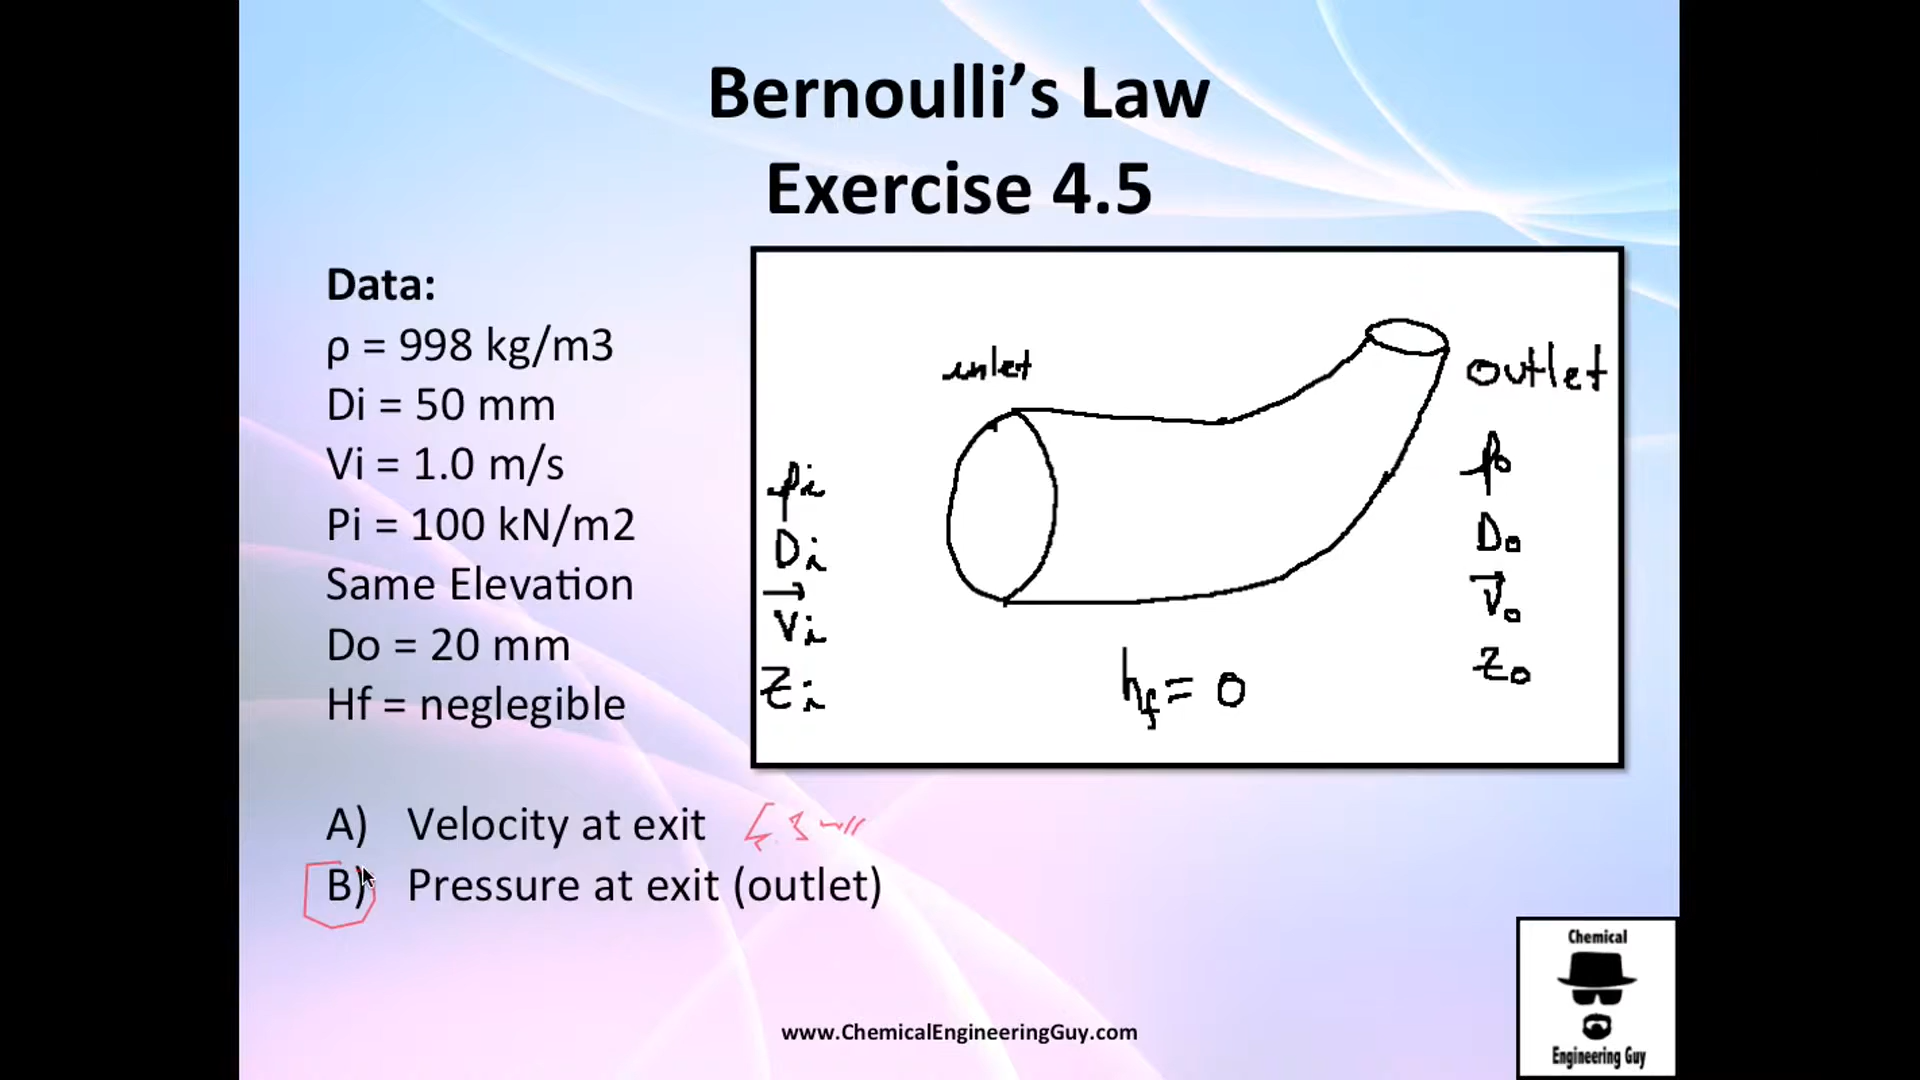 Bernoulli’s Law
Exercise 4.5
Data:
ρ = 998 kg/m3
Di = 50 mm
Vi = 1.0 m/s
Pi = 100 kN/m2
Same Elevation
Do = 20 mm
Hf = neglegible
inlet
Pi
Di
Vi
Zi
hf = 0
outlet
Po
Do
Vo
Zo
A) Velocity at exit
B) Pressure at exit (outlet)
www.ChemicalEngineeringGuy.com
Chemical
Engineering Guy